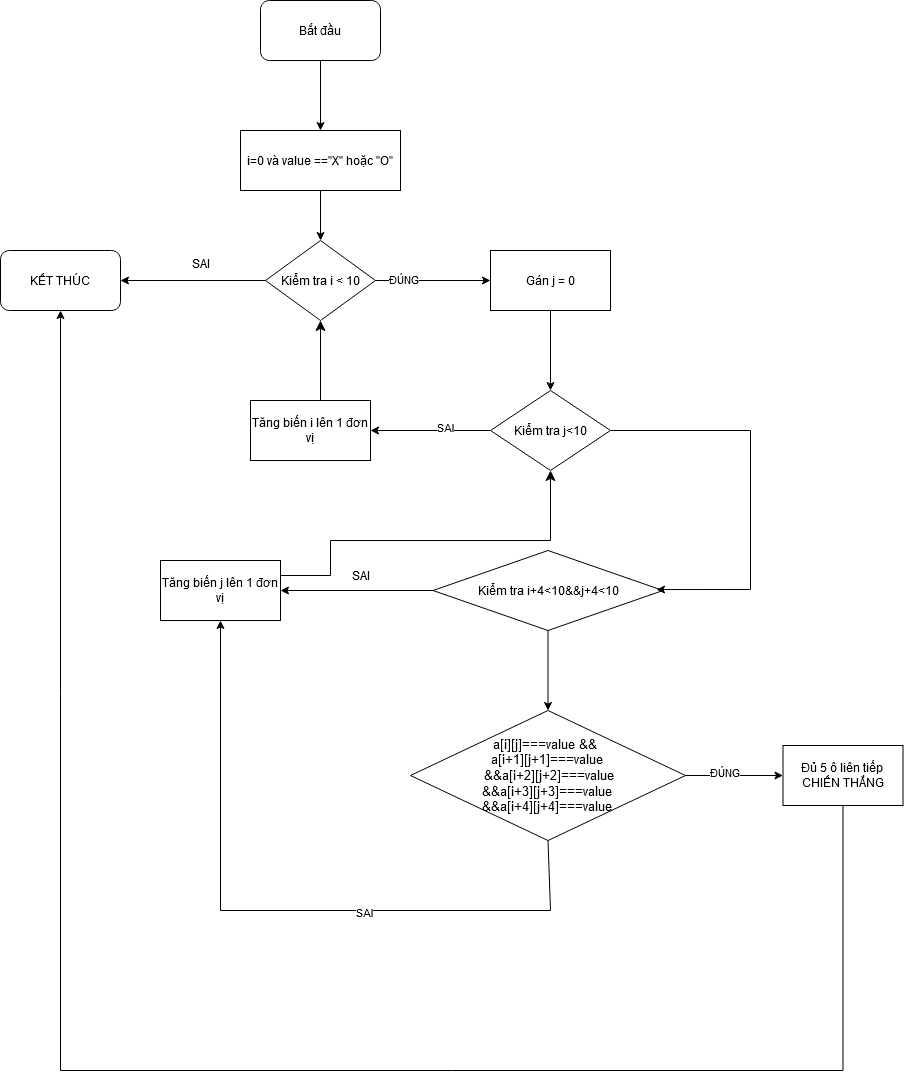 Bắt đầu
i=0 và value =="X" hoặc "O"
SAI
KẾT THÚC
Kiểm tra i < 10
ĐÚNG
Gán j = 0
Tăng biến i lên 1 đơn
vị
SAI
Kiểm tra j<10
Tăng biến j lên 1 đơn
vị
SAI
Kiểm tra i+4<10&&j+4<10
a[i][j]===value &&
a[i+1][j+1]===value
&&a[i+2][j+2]===value
&&a[i+3][j+3]===value
&&a[i+4][j+4]===value
ĐÚNG
Đủ 5 ô liên tiếp
CHIẾN THẮNG
SAI